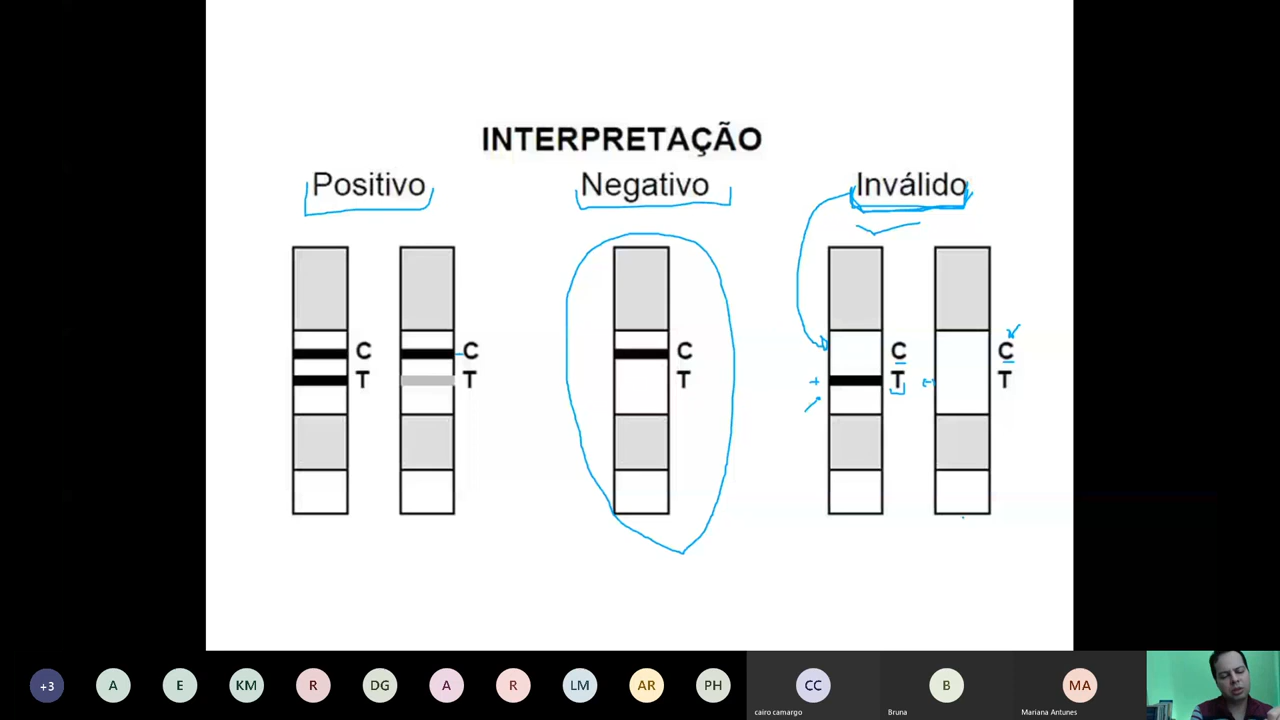 INTERPRETAÇÃO
Positivo Negativo Inválido
C C C C C
T T T T T
+3 A E KM R DG A R LM AR PH CC B MA
cairo camargo Bruna Mariana Antunes